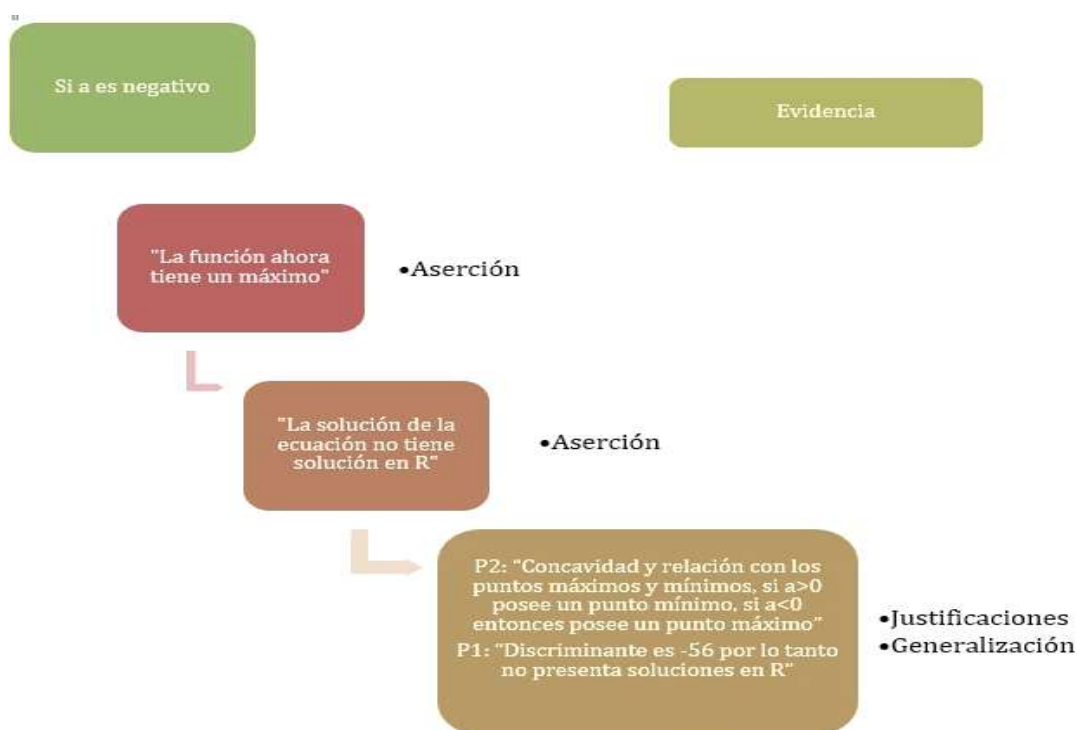 Si a es negativo
Evidencia
"La función ahora
tiene un máximo"
•Aserción
"La solución de la
ecuación no tiene
solución en R"
•Aserción
P2: "Concavidad y relación con los
puntos máximos y mínimos, si a>0
posee un punto mínimo, si a<0
entonces posee un punto máximo"
P1: "Discriminante es -56 por lo tanto
no presenta soluciones en R"
•Justificaciones
•Generalización